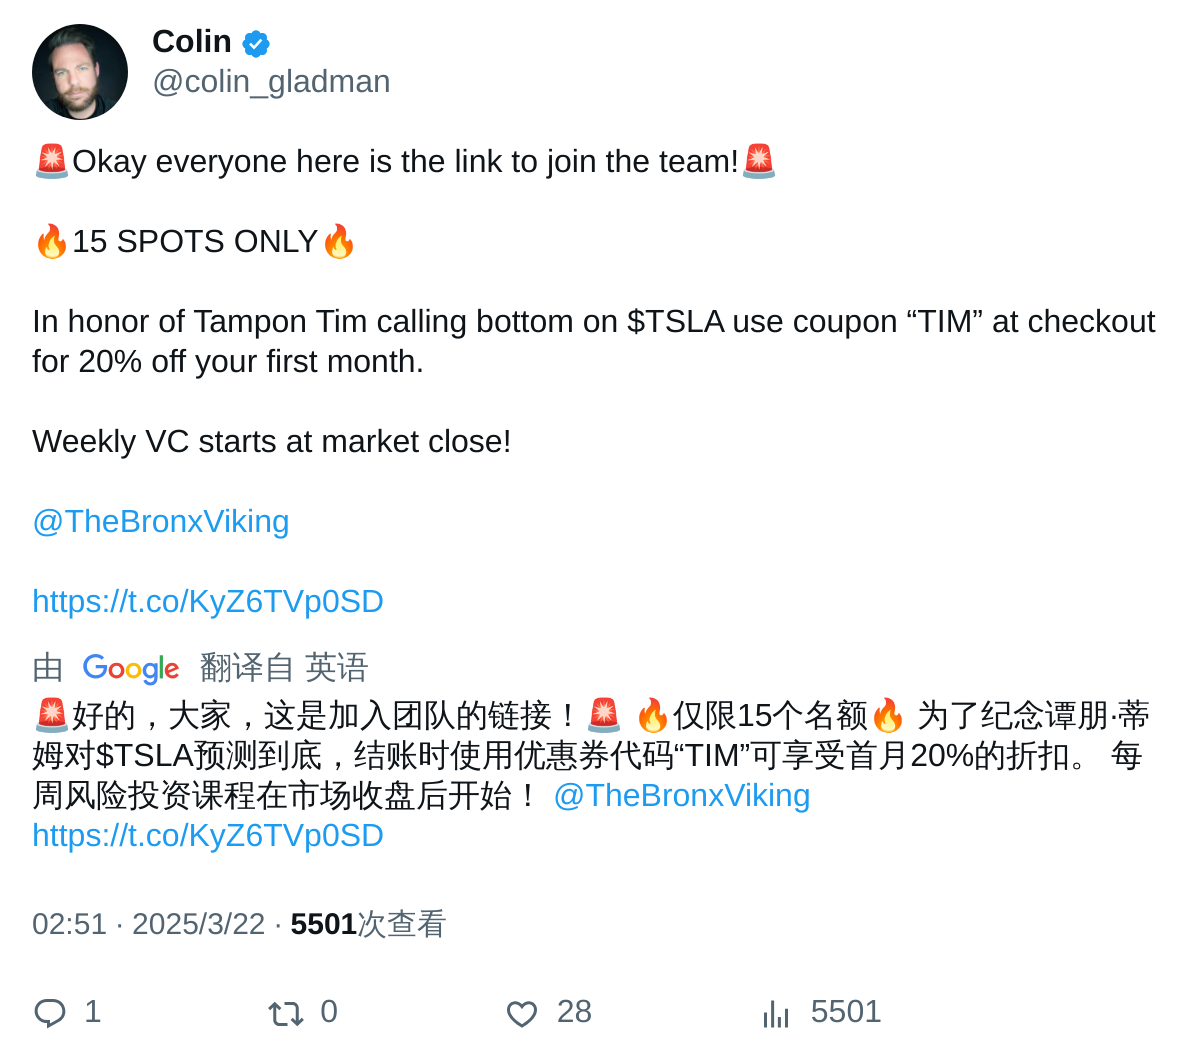 Colin
@colin_gladman
🚨Okay everyone here is the link to join the team!🚨
🔥15 SPOTS ONLY🔥
In honor of Tampon Tim calling bottom on $TSLA use coupon “TIM” at checkout
for 20% off your first month.
Weekly VC starts at market close!
@TheBronxViking
https://t.co/KyZ6TVp0SD
由 Google 翻译自 英语
🚨好的，大家，这是加入团队的链接！🚨 🔥仅限15个名额🔥 为了纪念谭朋·蒂
姆对$TSLA预测到底，结账时使用优惠券代码“TIM”可享受首月20%的折扣。 每
周风险投资课程在市场收盘后开始！ @TheBronxViking
https://t.co/KyZ6TVp0SD
02:51 · 2025/3/22 · 5501次查看
1 0 28 5501